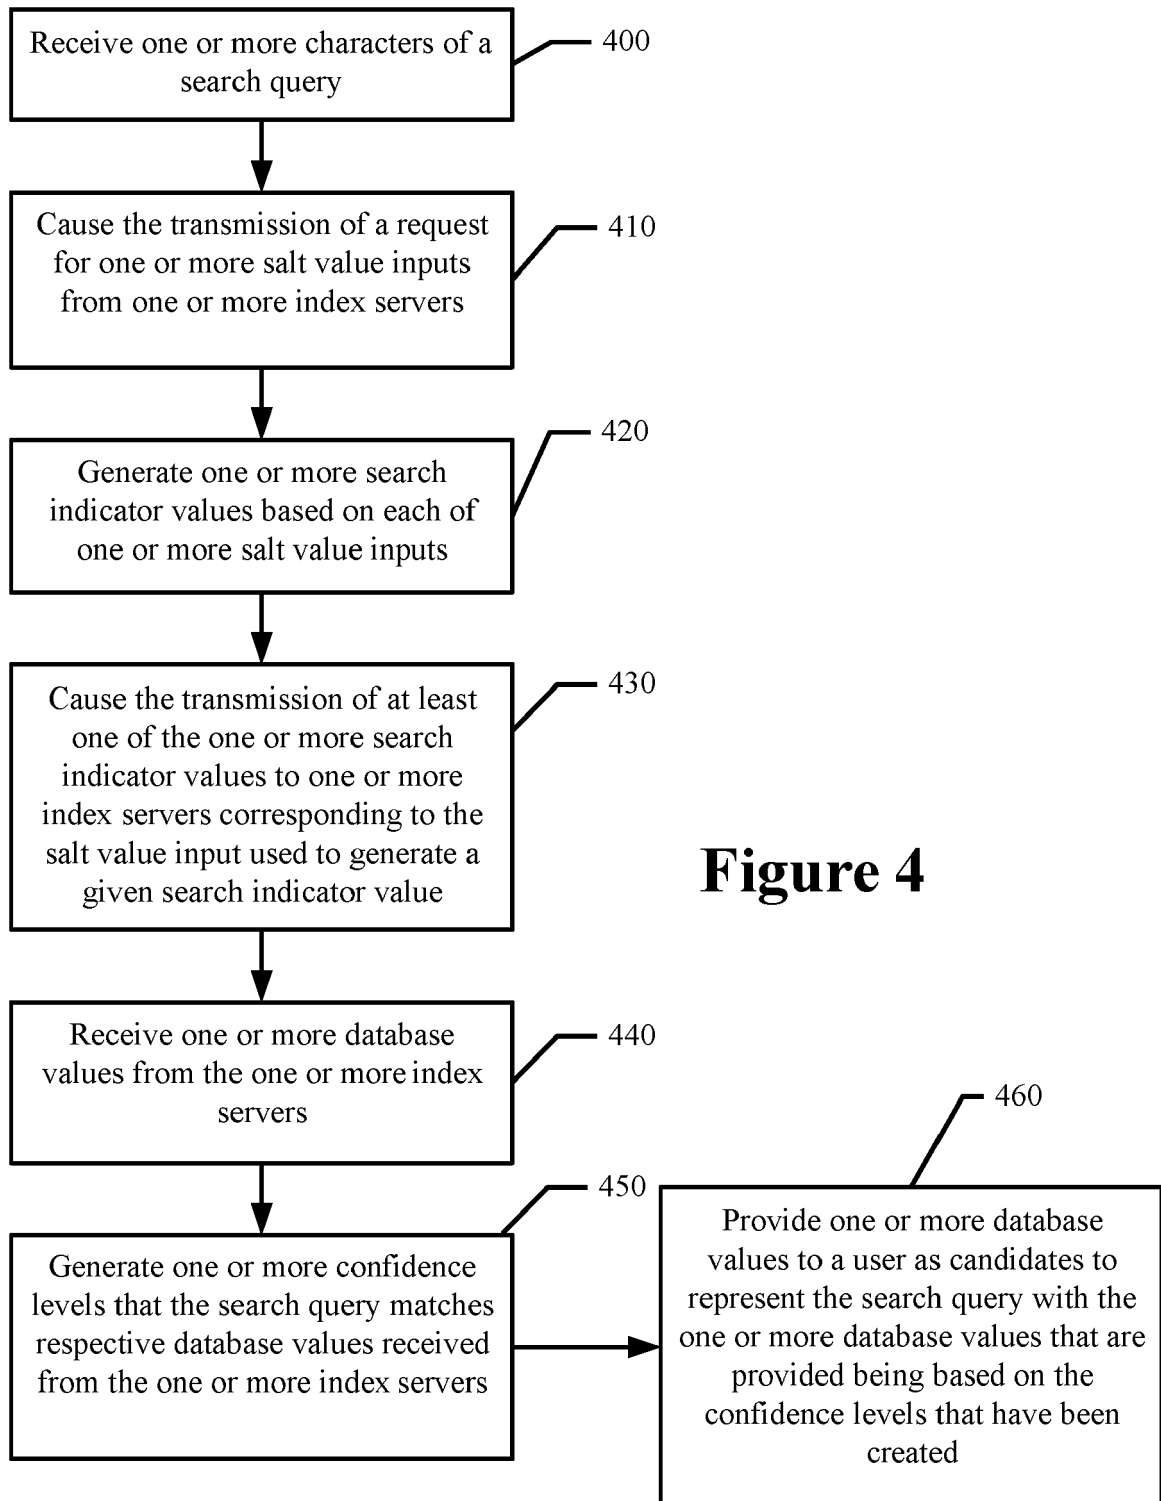 Receive one or more characters of a
search query
400
Cause the transmission of a request
for one or more salt value inputs
from one or more index servers
410
Generate one or more search
indicator values based on each of
one or more salt value inputs
420
Cause the transmission of at least
one of the one or more search
indicator values to one or more
index servers corresponding to the
salt value input used to generate a
given search indicator value
430
Figure 4
Receive one or more database
values from the one or more index
servers
440
Generate one or more confidence
levels that the search query matches
respective database values received
from the one or more index servers
450
Provide one or more database
values to a user as candidates to
represent the search query with the
one or more database values that are
provided being based on the
confidence levels that have been
created
460